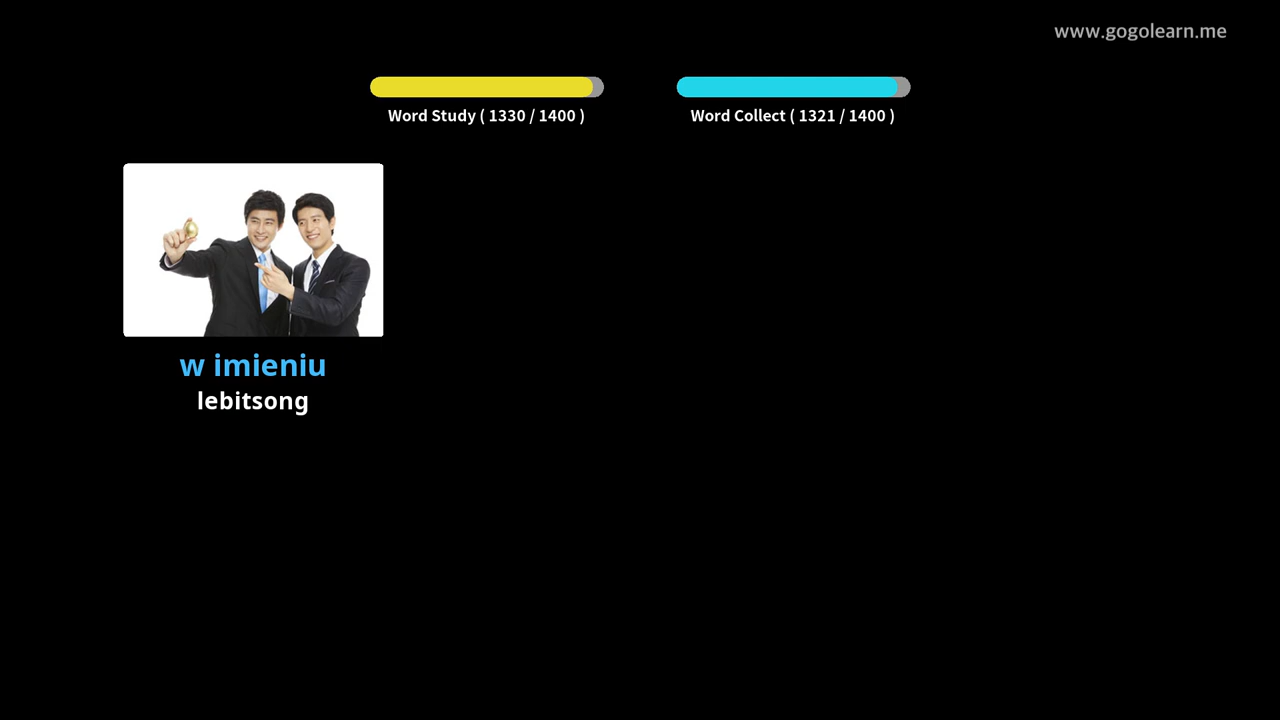 www.gogolearn.me
Word Study ( 1330 / 1400 )
Word Collect ( 1321 / 1400 )
w imieniu
lebitsong